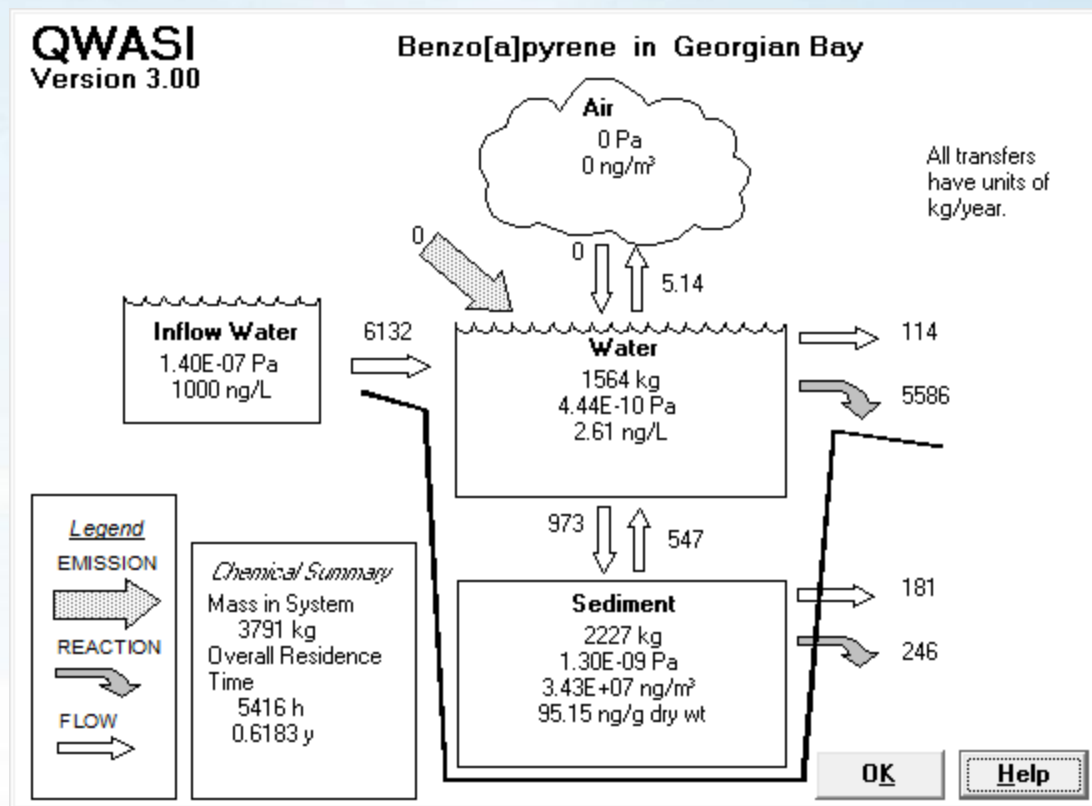 QWASI
Version 3.00
Benzo[a]pyrene in Georgian Bay
Air
0 Pa
0 ng/m³
All transfers
have units of
kg/year.
0
0
5.14
Inflow Water
1.40E-07 Pa
1000 ng/L
6132
Water
1564 kg
4.44E-10 Pa
2.61 ng/L
114
5586
973
547
Sediment
2227 kg
1.30E-09 Pa
3.43E+07 ng/m³
95.15 ng/g dry wt
181
246
Legend
EMISSION
REACTION
FLOW
Chemical Summary
Mass in System
3791 kg
Overall Residence
Time
5416 h
0.6183 y
OK
Help